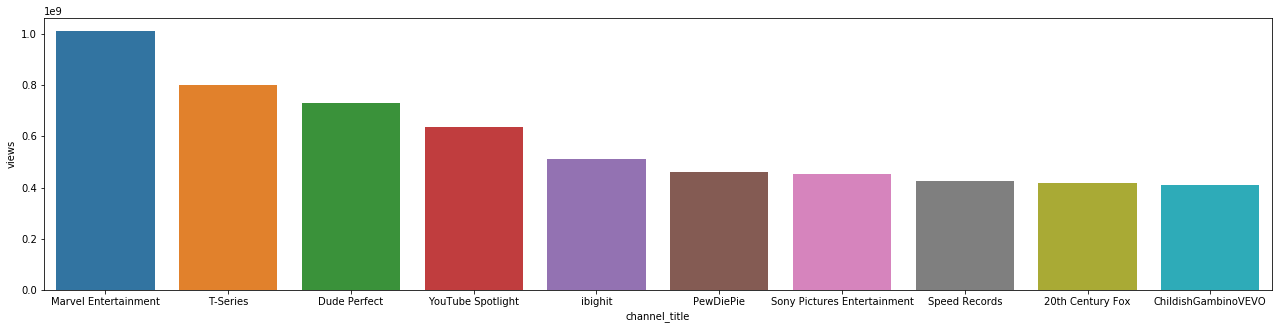 1e9
1.0
0.8
0.6
0.4
0.2
0.0
views
Marvel Entertainment
T-Series
Dude Perfect
YouTube Spotlight
ibighit
PewDiePie
Sony Pictures Entertainment
Speed Records
20th Century Fox
ChildishGambinoVEVO
channel_title